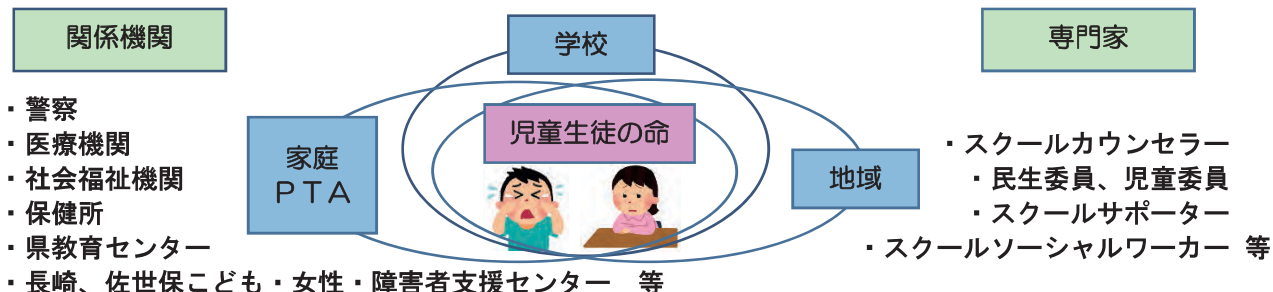 関係機関
・警察
・医療機関
・社会福祉機関
・保健所
・県教育センター
・長崎、佐世保こども・女性・障害者支援センター　等
学校
児童生徒の命
家庭
ＰＴＡ
地域
専門家
・スクールカウンセラー
・民生委員、児童委員
・スクールサポーター
・スクールソーシャルワーカー 等